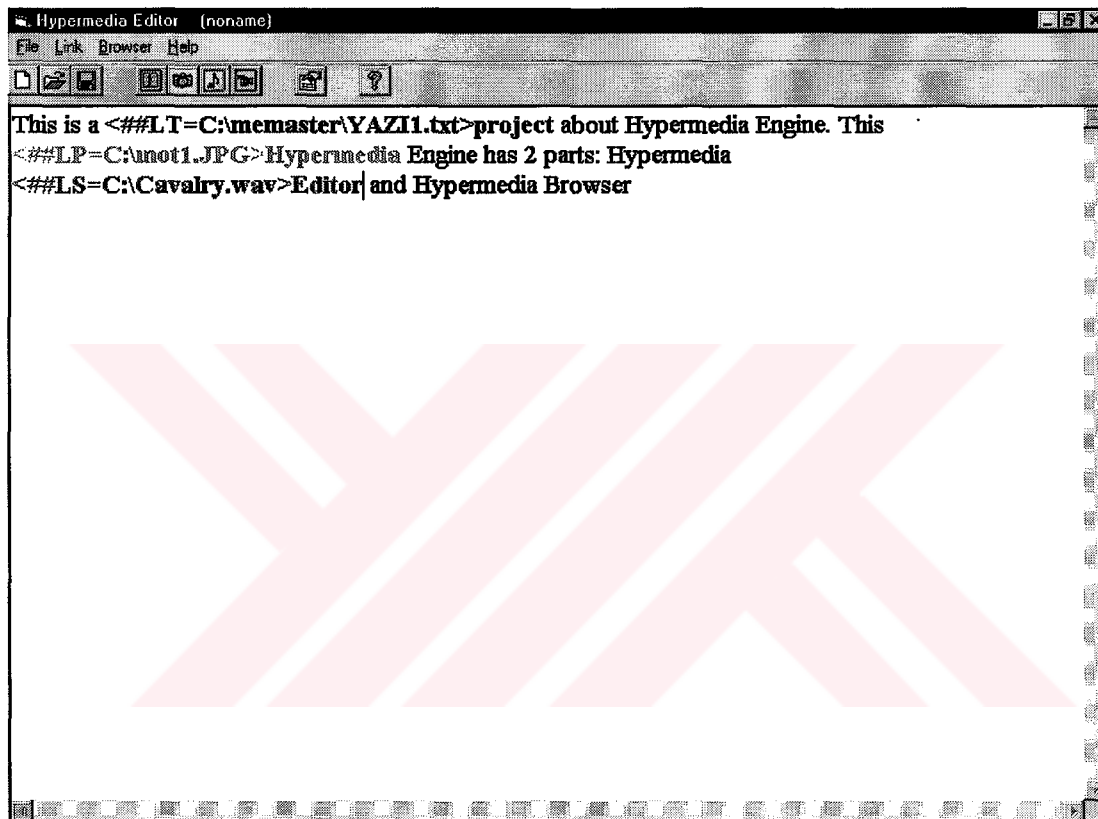 Hypermedia Editor (noname)
File Link Browser Help
This is a <##LT=C:\memaster\YAZI1.txt>project about Hypermedia Engine. This
<##LP=C:\mot1.JPG>Hypermedia Engine has 2 parts: Hypermedia
<##LS=C:\Cavalry.wav>Editor and Hypermedia Browser